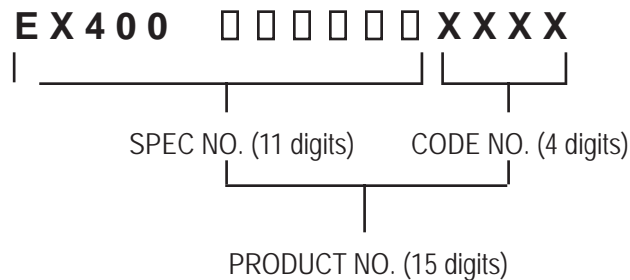 EX400 □□□□□□XXXX
SPEC NO. (11 digits) CODE NO. (4 digits)
PRODUCT NO. (15 digits)